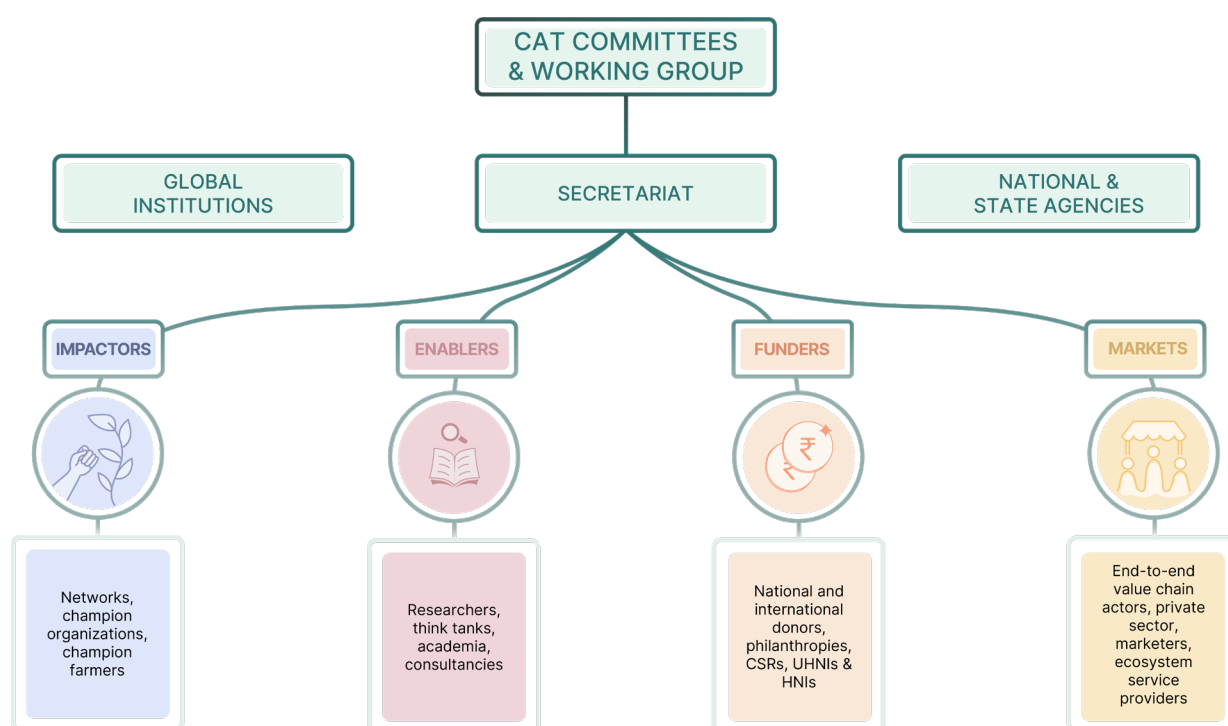 CAT COMMITTEES
& WORKING GROUP
GLOBAL
INSTITUTIONS
SECRETARIAT
NATIONAL &
STATE AGENCIES
IMPACTORS
ENABLERS
FUNDERS
MARKETS
₹
₹
Networks,
champion
organizations,
champion
farmers
Researchers,
think tanks,
academia,
consultancies
National and
international
donors,
philanthropies,
CSRs, UHNIs &
HNIs
End-to-end
value chain
actors, private
sector,
marketers,
ecosystem
service
providers